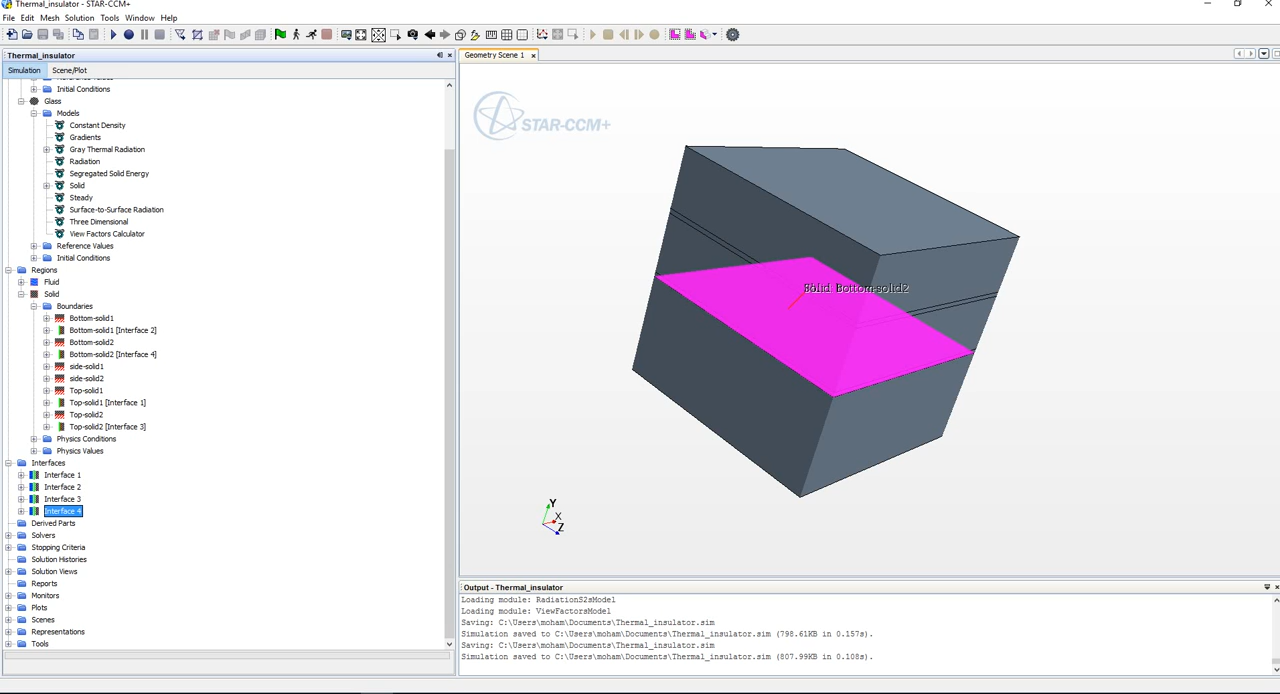 Thermal_insulator - STAR-CCM+
File Edit Mesh Solution Tools Window Help
Thermal_insulator
Simulation Scene/Plot
Initial Conditions
Glass
Models
Constant Density
Gradients
Gray Thermal Radiation
Radiation
Segregated Solid Energy
Solid
Steady
Surface-to-Surface Radiation
Three Dimensional
View Factors Calculator
Reference Values
Initial Conditions
Regions
Fluid
Solid
Boundaries
Bottom-solid1
Bottom-solid1 [Interface 2]
Bottom-solid2
Bottom-solid2 [Interface 4]
side-solid1
side-solid2
Top-solid1
Top-solid1 [Interface 1]
Top-solid2
Top-solid2 [Interface 3]
Physics Conditions
Physics Values
Interfaces
Interface 1
Interface 2
Interface 3
Interface 4
Derived Parts
Solvers
Stopping Criteria
Solution Histories
Solution Views
Reports
Monitors
Plots
Scenes
Representations
Tools
Geometry Scene 1
STAR-CCM+
Bottom-solid2
Y
X
Z
Output - Thermal_insulator
Loading module: RadiationS2sModel
Loading module: ViewFactorsModel
Saving: C:\Users\moham\Documents\Thermal_insulator.sim
Simulation saved to C:\Users\moham\Documents\Thermal_insulator.sim (798.61KB in 0.157s).
Saving: C:\Users\moham\Documents\Thermal_insulator.sim
Simulation saved to C:\Users\moham\Documents\Thermal_insulator.sim (807.99KB in 0.108s).